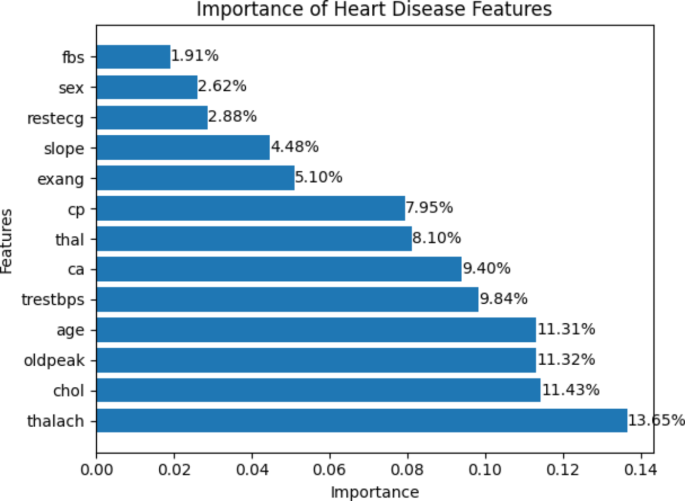 Importance of Heart Disease Features
fbs 1.91%
sex 2.62%
restecg 2.88%
slope 4.48%
exang 5.10%
cp 7.95%
thal 8.10%
ca 9.40%
trestbps 9.84%
age 11.31%
oldpeak 11.32%
chol 11.43%
thalach 13.65%
Features
0.00 0.02 0.04 0.06 0.08 0.10 0.12 0.14
Importance